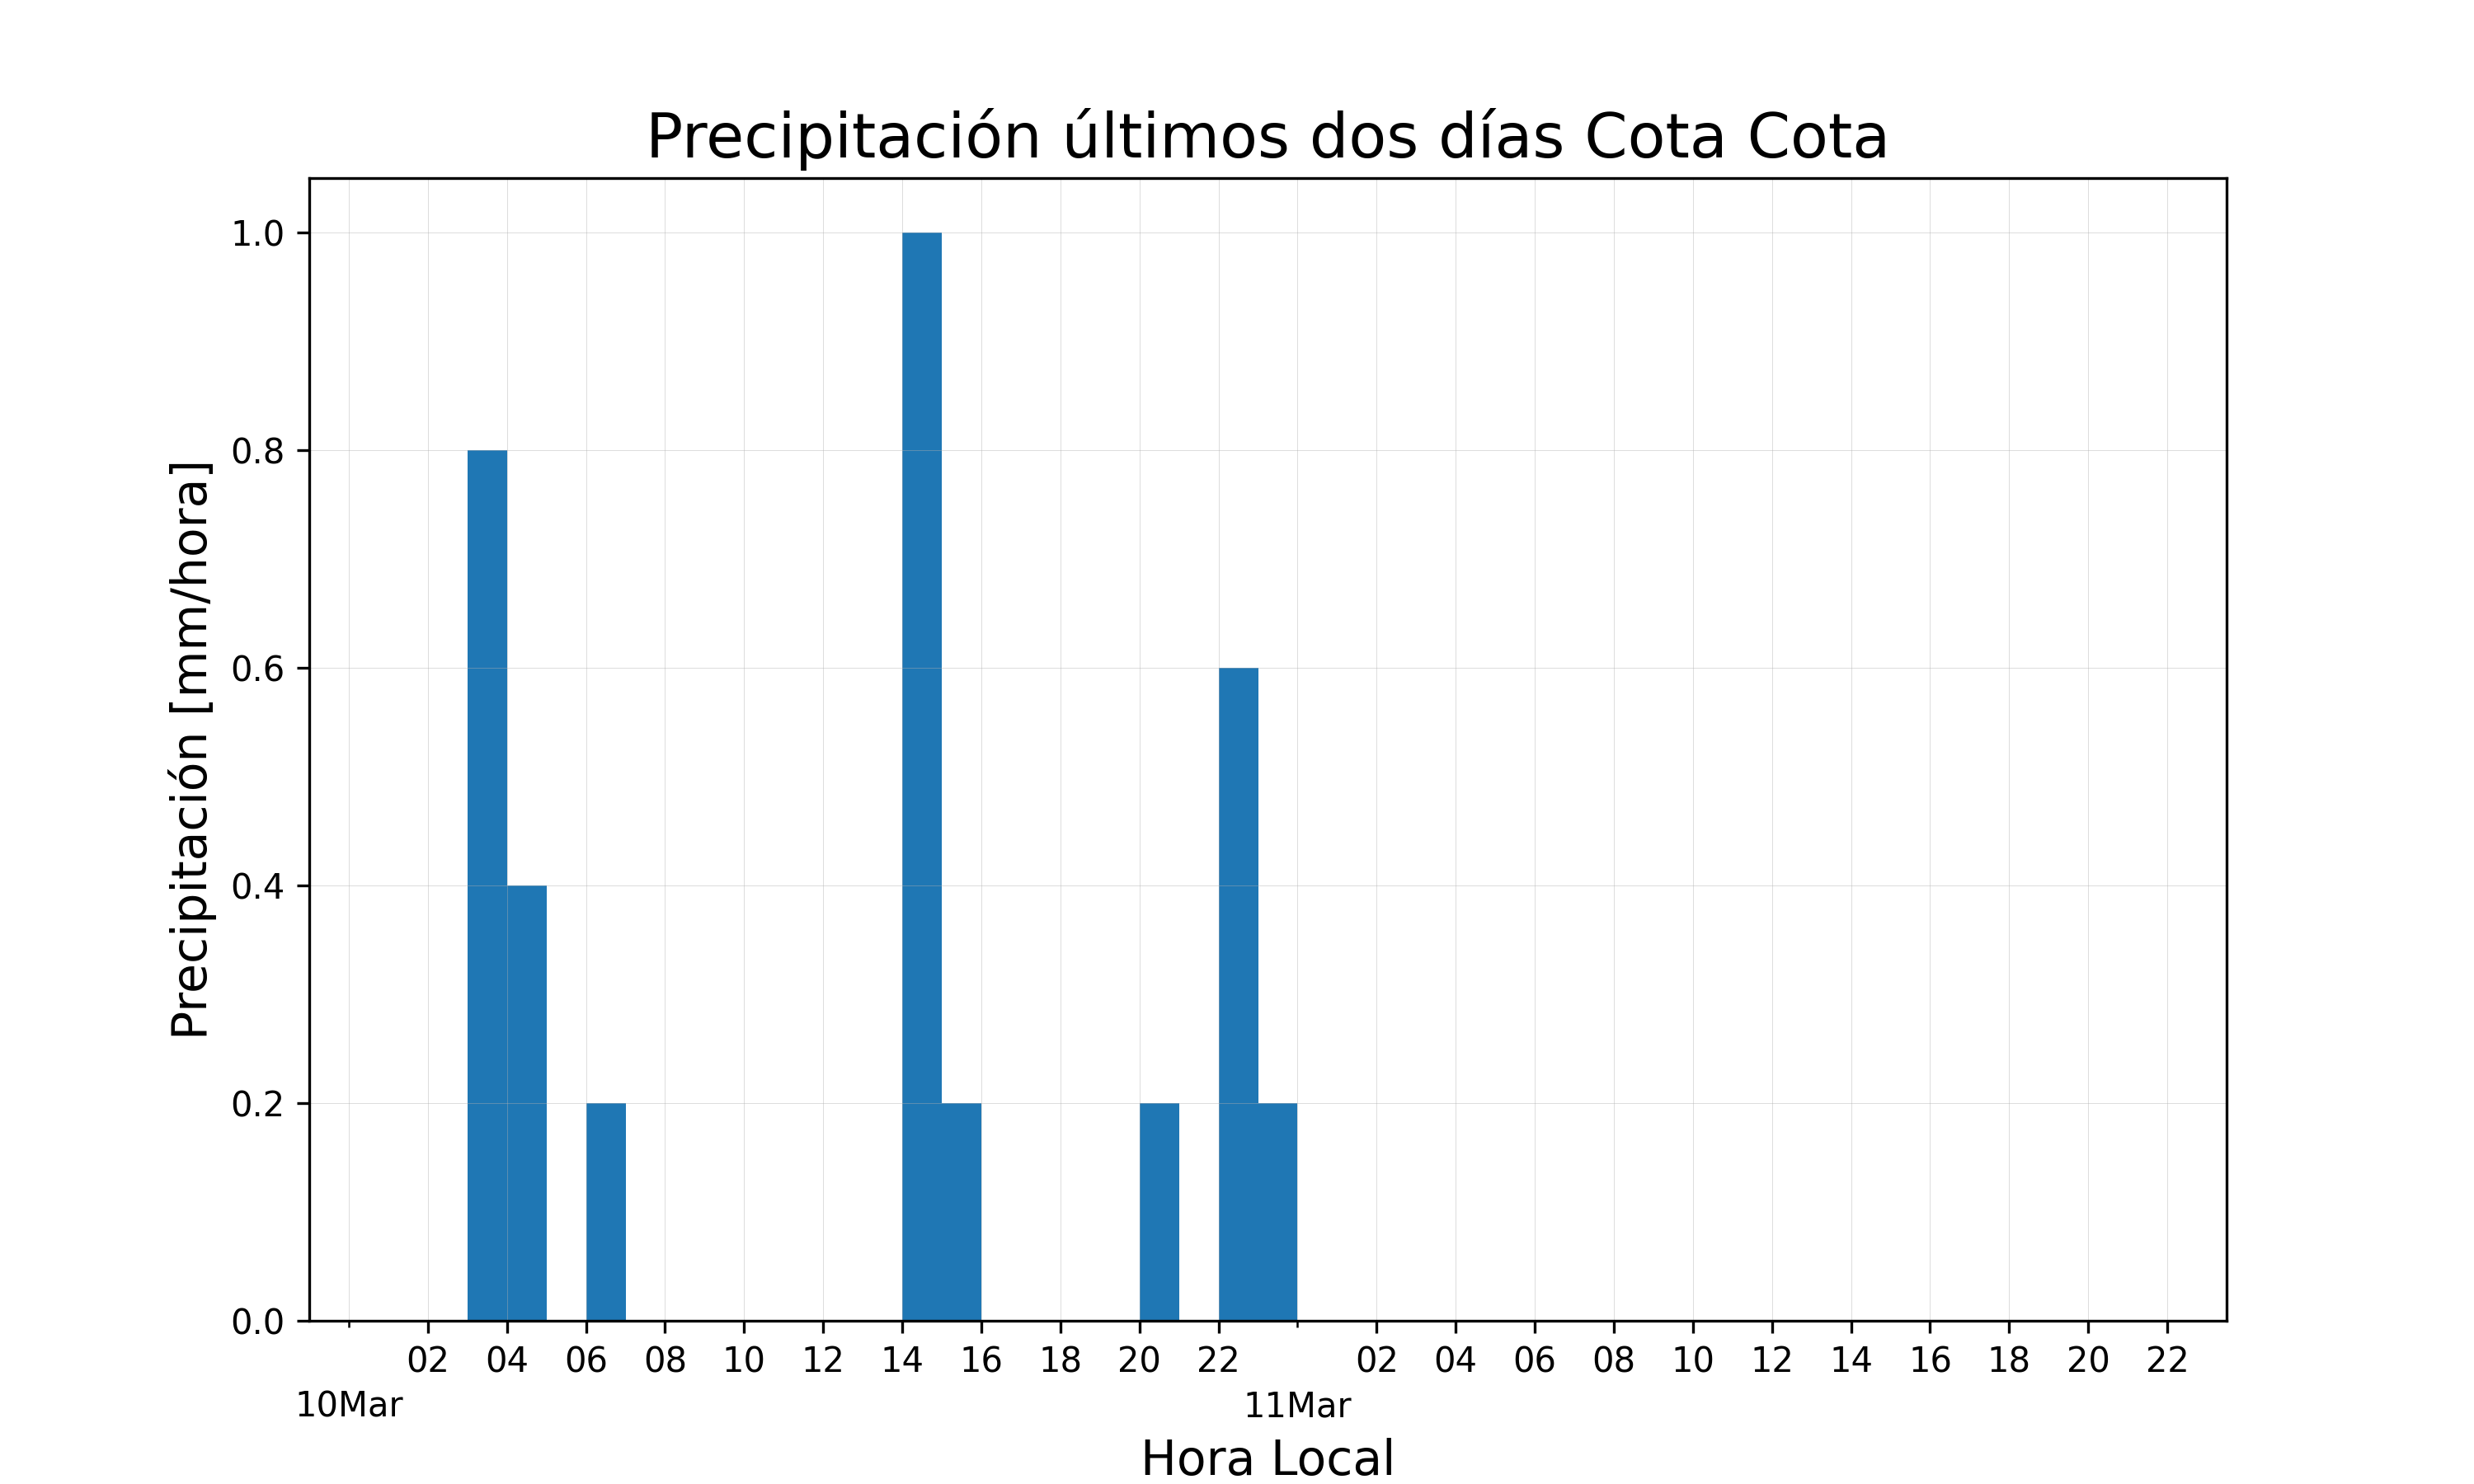 Precipitación últimos dos días Cota Cota
Precipitación [mm/hora]
1.0
0.8
0.6
0.4
0.2
0.0
02 04 06 08 10 12 14 16 18 20 22 02 04 06 08 10 12 14 16 18 20 22
10Mar 11Mar
Hora Local